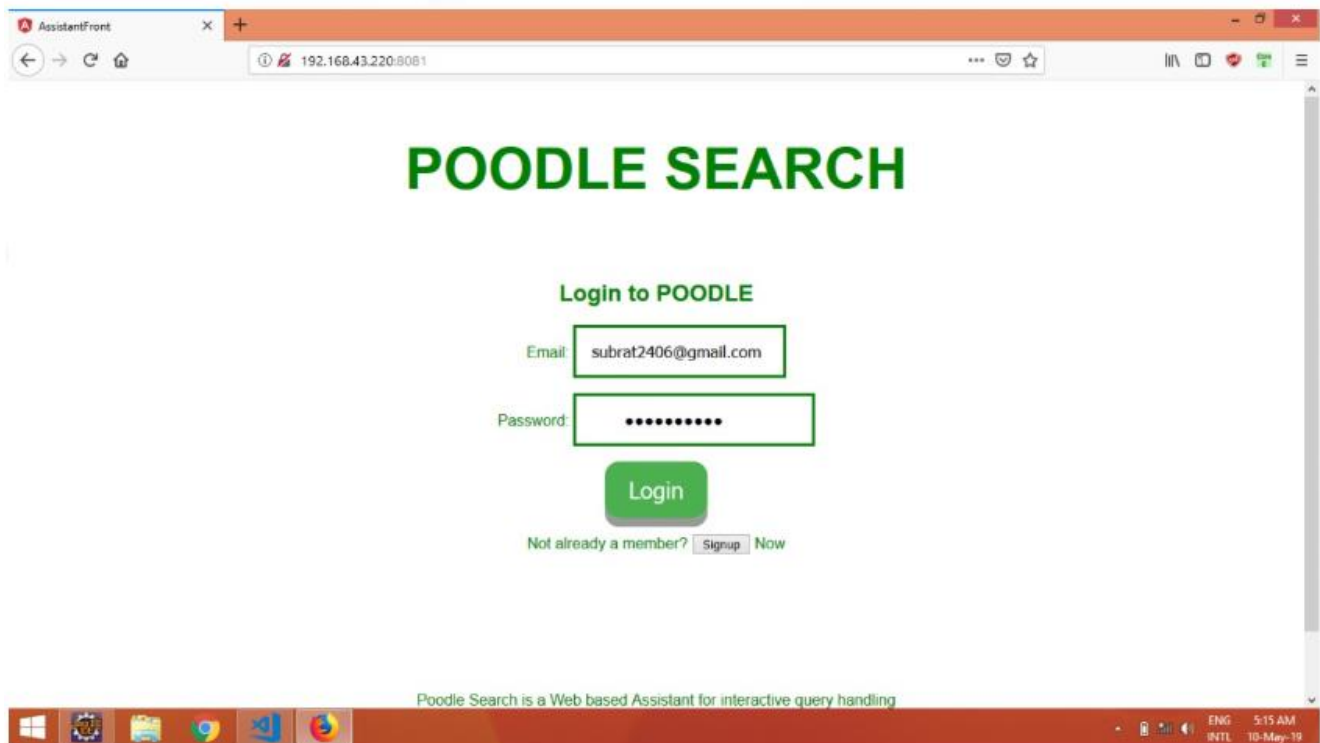 AssistantFront
192.168.43.220:8081
POODLE SEARCH
Login to POODLE
Email: subrat2406@gmail.com
Password: ••••••••••
Login
Not already a member? Signup Now
Poodle Search is a Web based Assistant for interactive query handling
ENG 5:15 AM
INTL 10-May-19